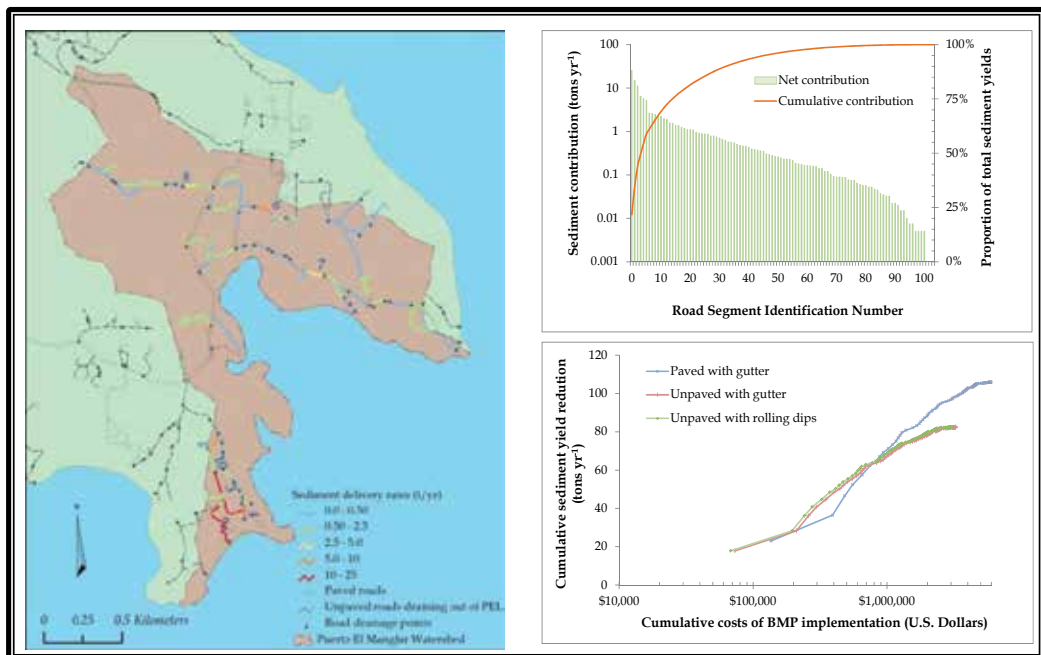 Sediment delivery rates (t/yr)
0.0 - 0.50
0.50 - 2.5
2.5 - 5.0
5.0 - 10
10 - 25
Paved roads
Unpaved roads draining out of PEL
Road drainage points
Puerto El Manglar Watershed
0 0.25 0.5 Kilometers
100
10
1
0.1
0.01
0.001
Sediment contribution (tons yr-1)
Net contribution
Cumulative contribution
100%
75%
50%
25%
0%
Proportion of total sediment yields
0 10 20 30 40 50 60 70 80 90 100
Road Segment Identification Number
120
100
80
60
40
20
0
Cumulative sediment yield redution
(tons yr-1)
Paved with gutter
Unpaved with gutter
Unpaved with rolling dips
$10,000 $100,000 $1,000,000
Cumulative costs of BMP implementation (U.S. Dollars)